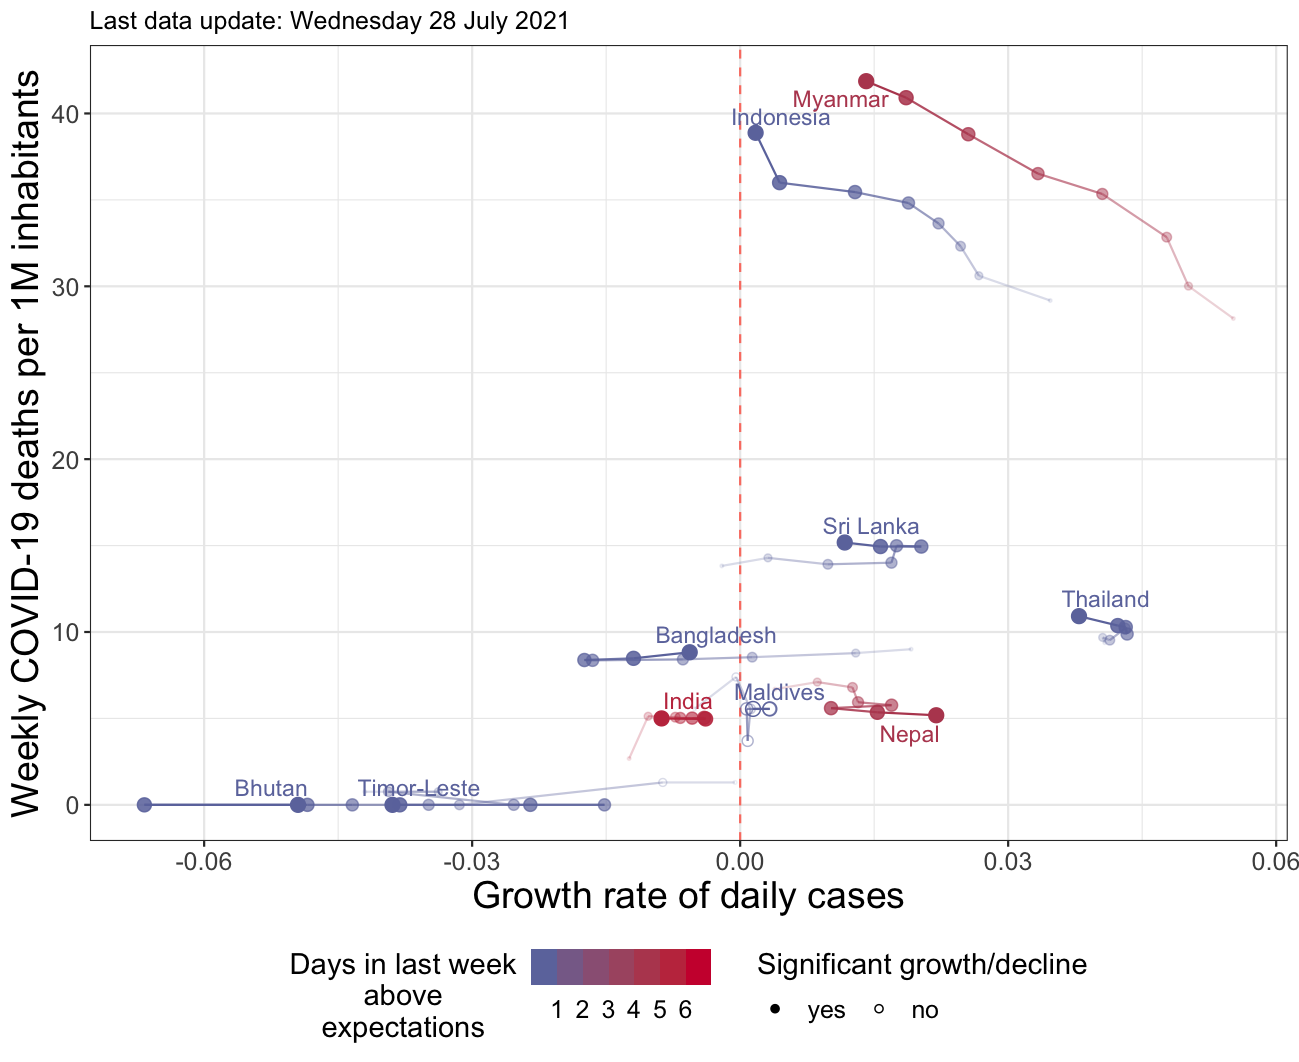 Last data update: Wednesday 28 July 2021
Weekly COVID-19 deaths per 1M inhabitants
40
30
20
10
0
Myanmar
Indonesia
Sri Lanka
Thailand
Bangladesh
Maldives
India
Nepal
Bhutan
Timor-Leste
-0.06
-0.03
0.00
0.03
0.06
Growth rate of daily cases
Days in last week
above
expectations
1 2 3 4 5 6
Significant growth/decline
yes no